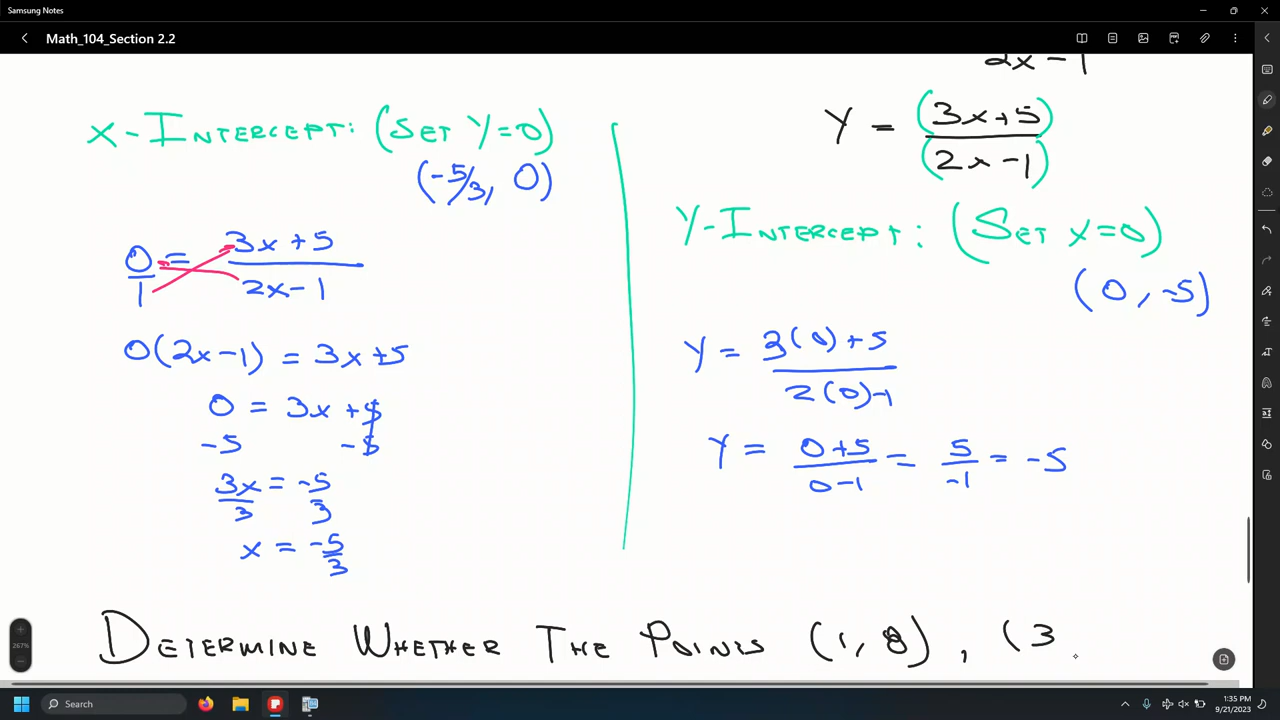 Samsung Notes
Math_104_Section 2.2
2x - 1
Y = (3x+5)/(2x-1)
X-INTERCEPT: (SET Y=0)
(-5/3, 0)
0/1 = 3x+5/2x-1
0(2x-1) = 3x+5
0 = 3x+5
-5 -5
3x/3 = -5/3
x = -5/3
Y-INTERCEPT: (SET x=0)
(0, -5)
Y = 3(0)+5/2(0)-1
Y = 0+5/0-1 = 5/-1 = -5
DETERMINE WHETHER THE POINTS (1, 8), (3
267%
Search
1:35 PM
9/21/2023